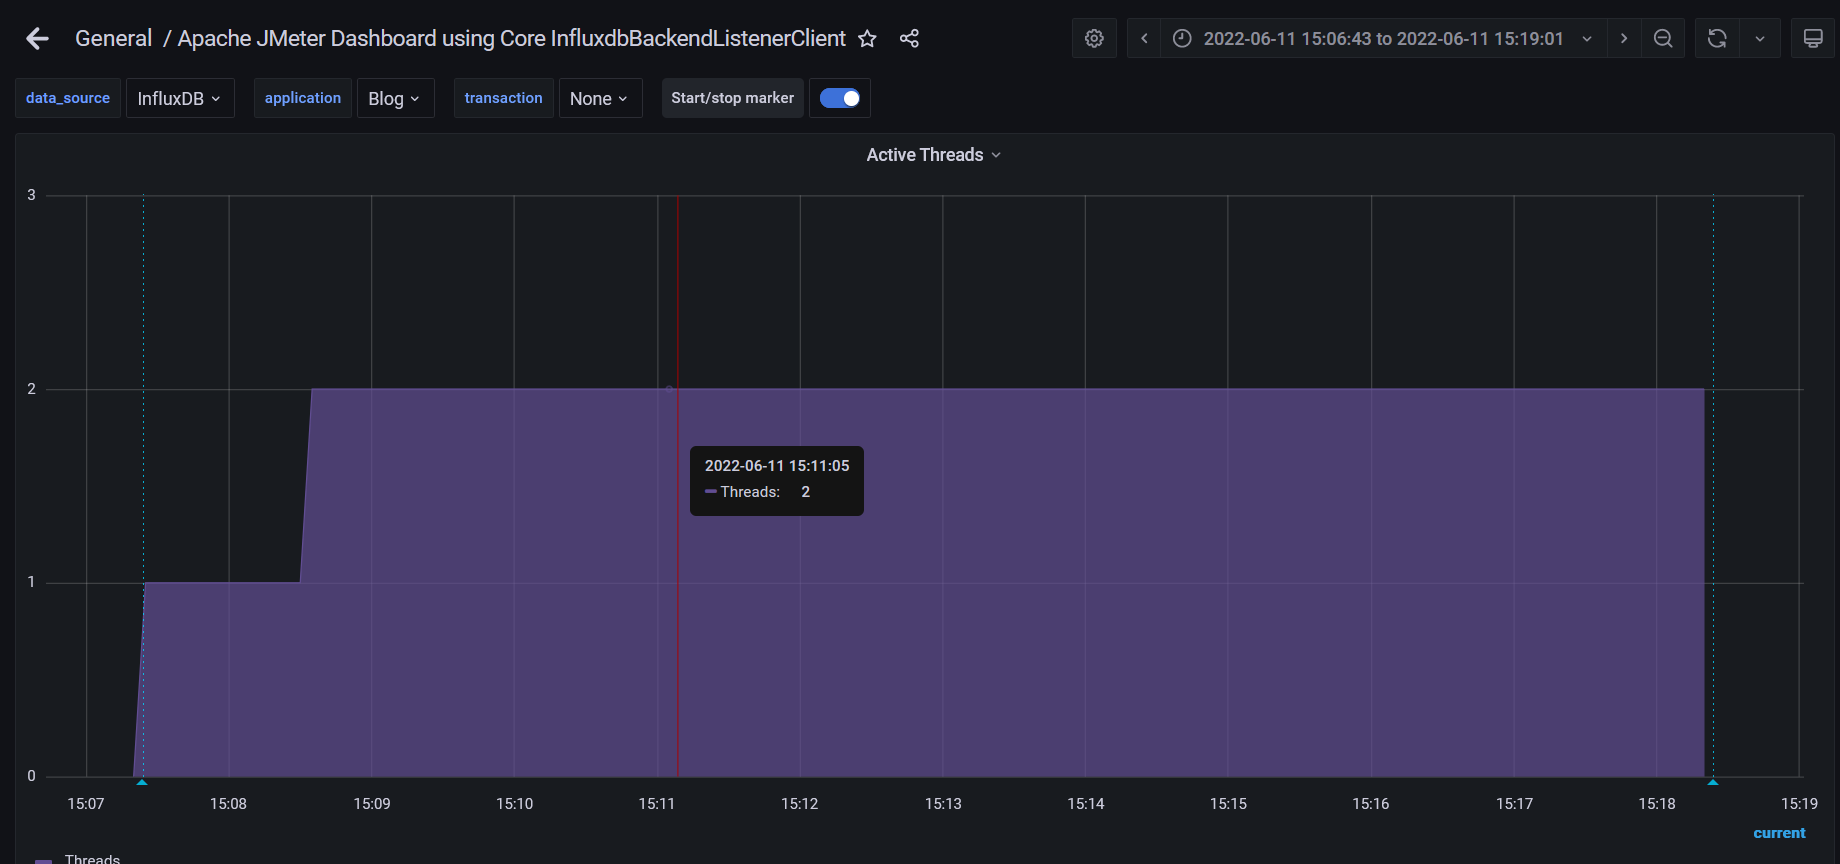 General / Apache JMeter Dashboard using Core InfluxdbBackendListenerClient
2022-06-11 15:06:43 to 2022-06-11 15:19:01
data_source InfluxDB application Blog transaction None Start/stop marker
Active Threads
3
2
1
0
2022-06-11 15:11:05
Threads: 2
15:07 15:08 15:09 15:10 15:11 15:12 15:13 15:14 15:15 15:16 15:17 15:18 15:19
current
Threads